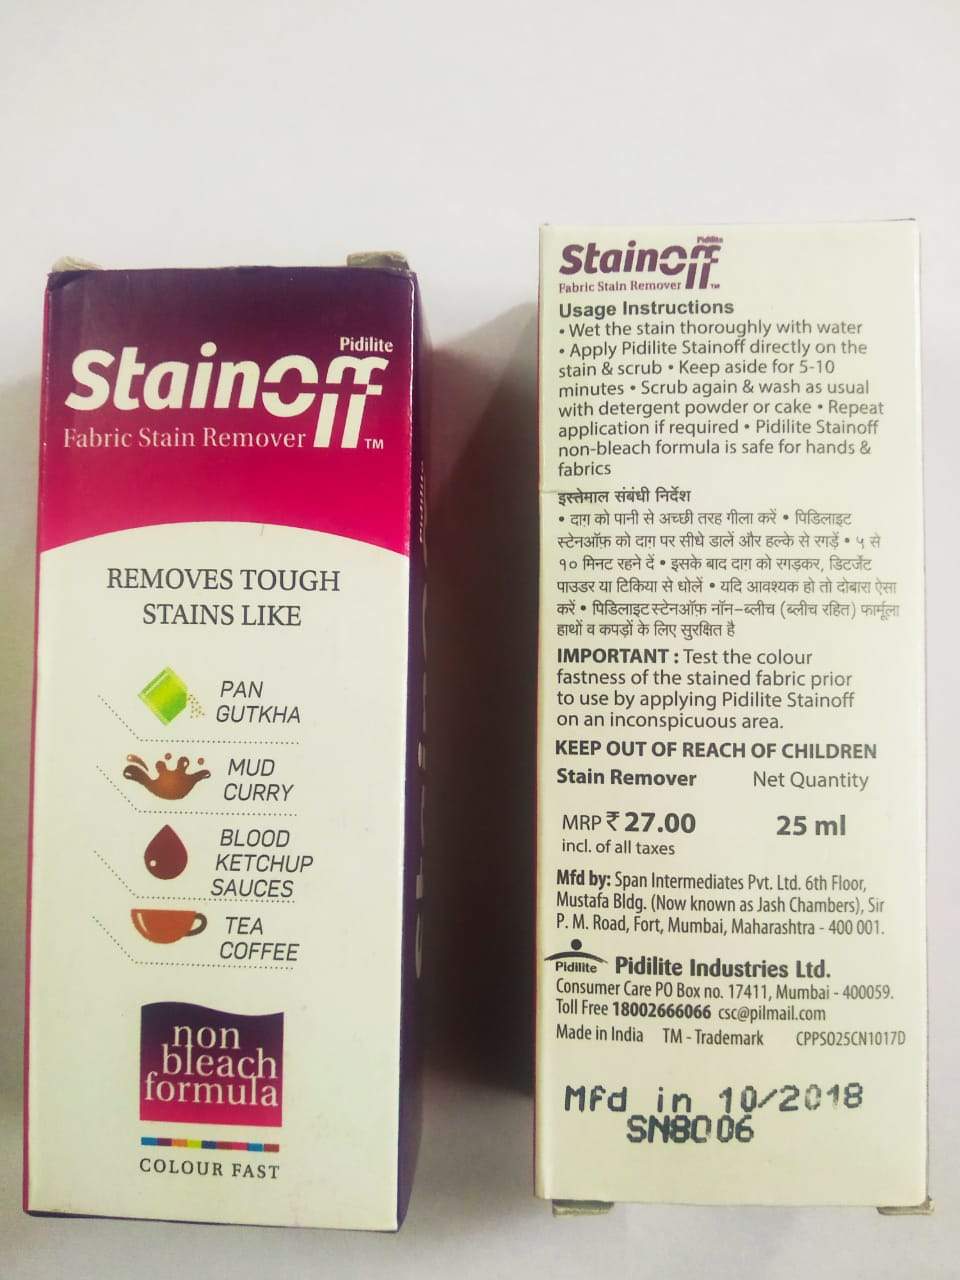 Pidilite
StainOff
Fabric Stain Remover TM
REMOVES TOUGH
STAINS LIKE
PAN
GUTKHA
MUD
CURRY
BLOOD
KETCHUP
SAUCES
TEA
COFFEE
non
bleach
formula
COLOUR FAST
Pidilite
StainOff
Fabric Stain Remover TM
Usage Instructions
• Wet the stain thoroughly with water
• Apply Pidilite Stainoff directly on the
stain & scrub • Keep aside for 5-10
minutes • Scrub again & wash as usual
with detergent powder or cake • Repeat
application if required • Pidilite Stainoff
non-bleach formula is safe for hands &
fabrics
इस्तेमाल संबंधी निर्देश
• दाग़ को पानी से अच्छी तरह गीला करें • पिडिलाइट
स्टेनऑफ़ को दाग़ पर सीधे डालें और हल्के से रगड़ें • ५ से
१० मिनट रहने दें • इसके बाद दाग़ को रगड़कर, डिटर्जेंट
पाउडर या टिकिया से धोलें • यदि आवश्यक हो तो दोबारा ऐसा
करें • पिडिलाइट स्टेनऑफ़ नॉन-ब्लीच (ब्लीच रहित) फार्मूला
हाथों व कपड़ों के लिए सुरक्षित है
IMPORTANT : Test the colour
fastness of the stained fabric prior
to use by applying Pidilite Stainoff
on an inconspicuous area.
KEEP OUT OF REACH OF CHILDREN
Stain Remover Net Quantity
MRP ₹ 27.00 25 ml
incl. of all taxes
Mfd by: Span Intermediates Pvt. Ltd. 6th Floor,
Mustafa Bldg. (Now known as Jash Chambers), Sir
P. M. Road, Fort, Mumbai, Maharashtra - 400 001.
Pidilite Pidilite Industries Ltd.
Consumer Care PO Box no. 17411, Mumbai - 400059.
Toll Free 18002666066 csc@pilmail.com
Made in India TM - Trademark CPPSO25CN1017D
Mfd in 10/2018
SN8006